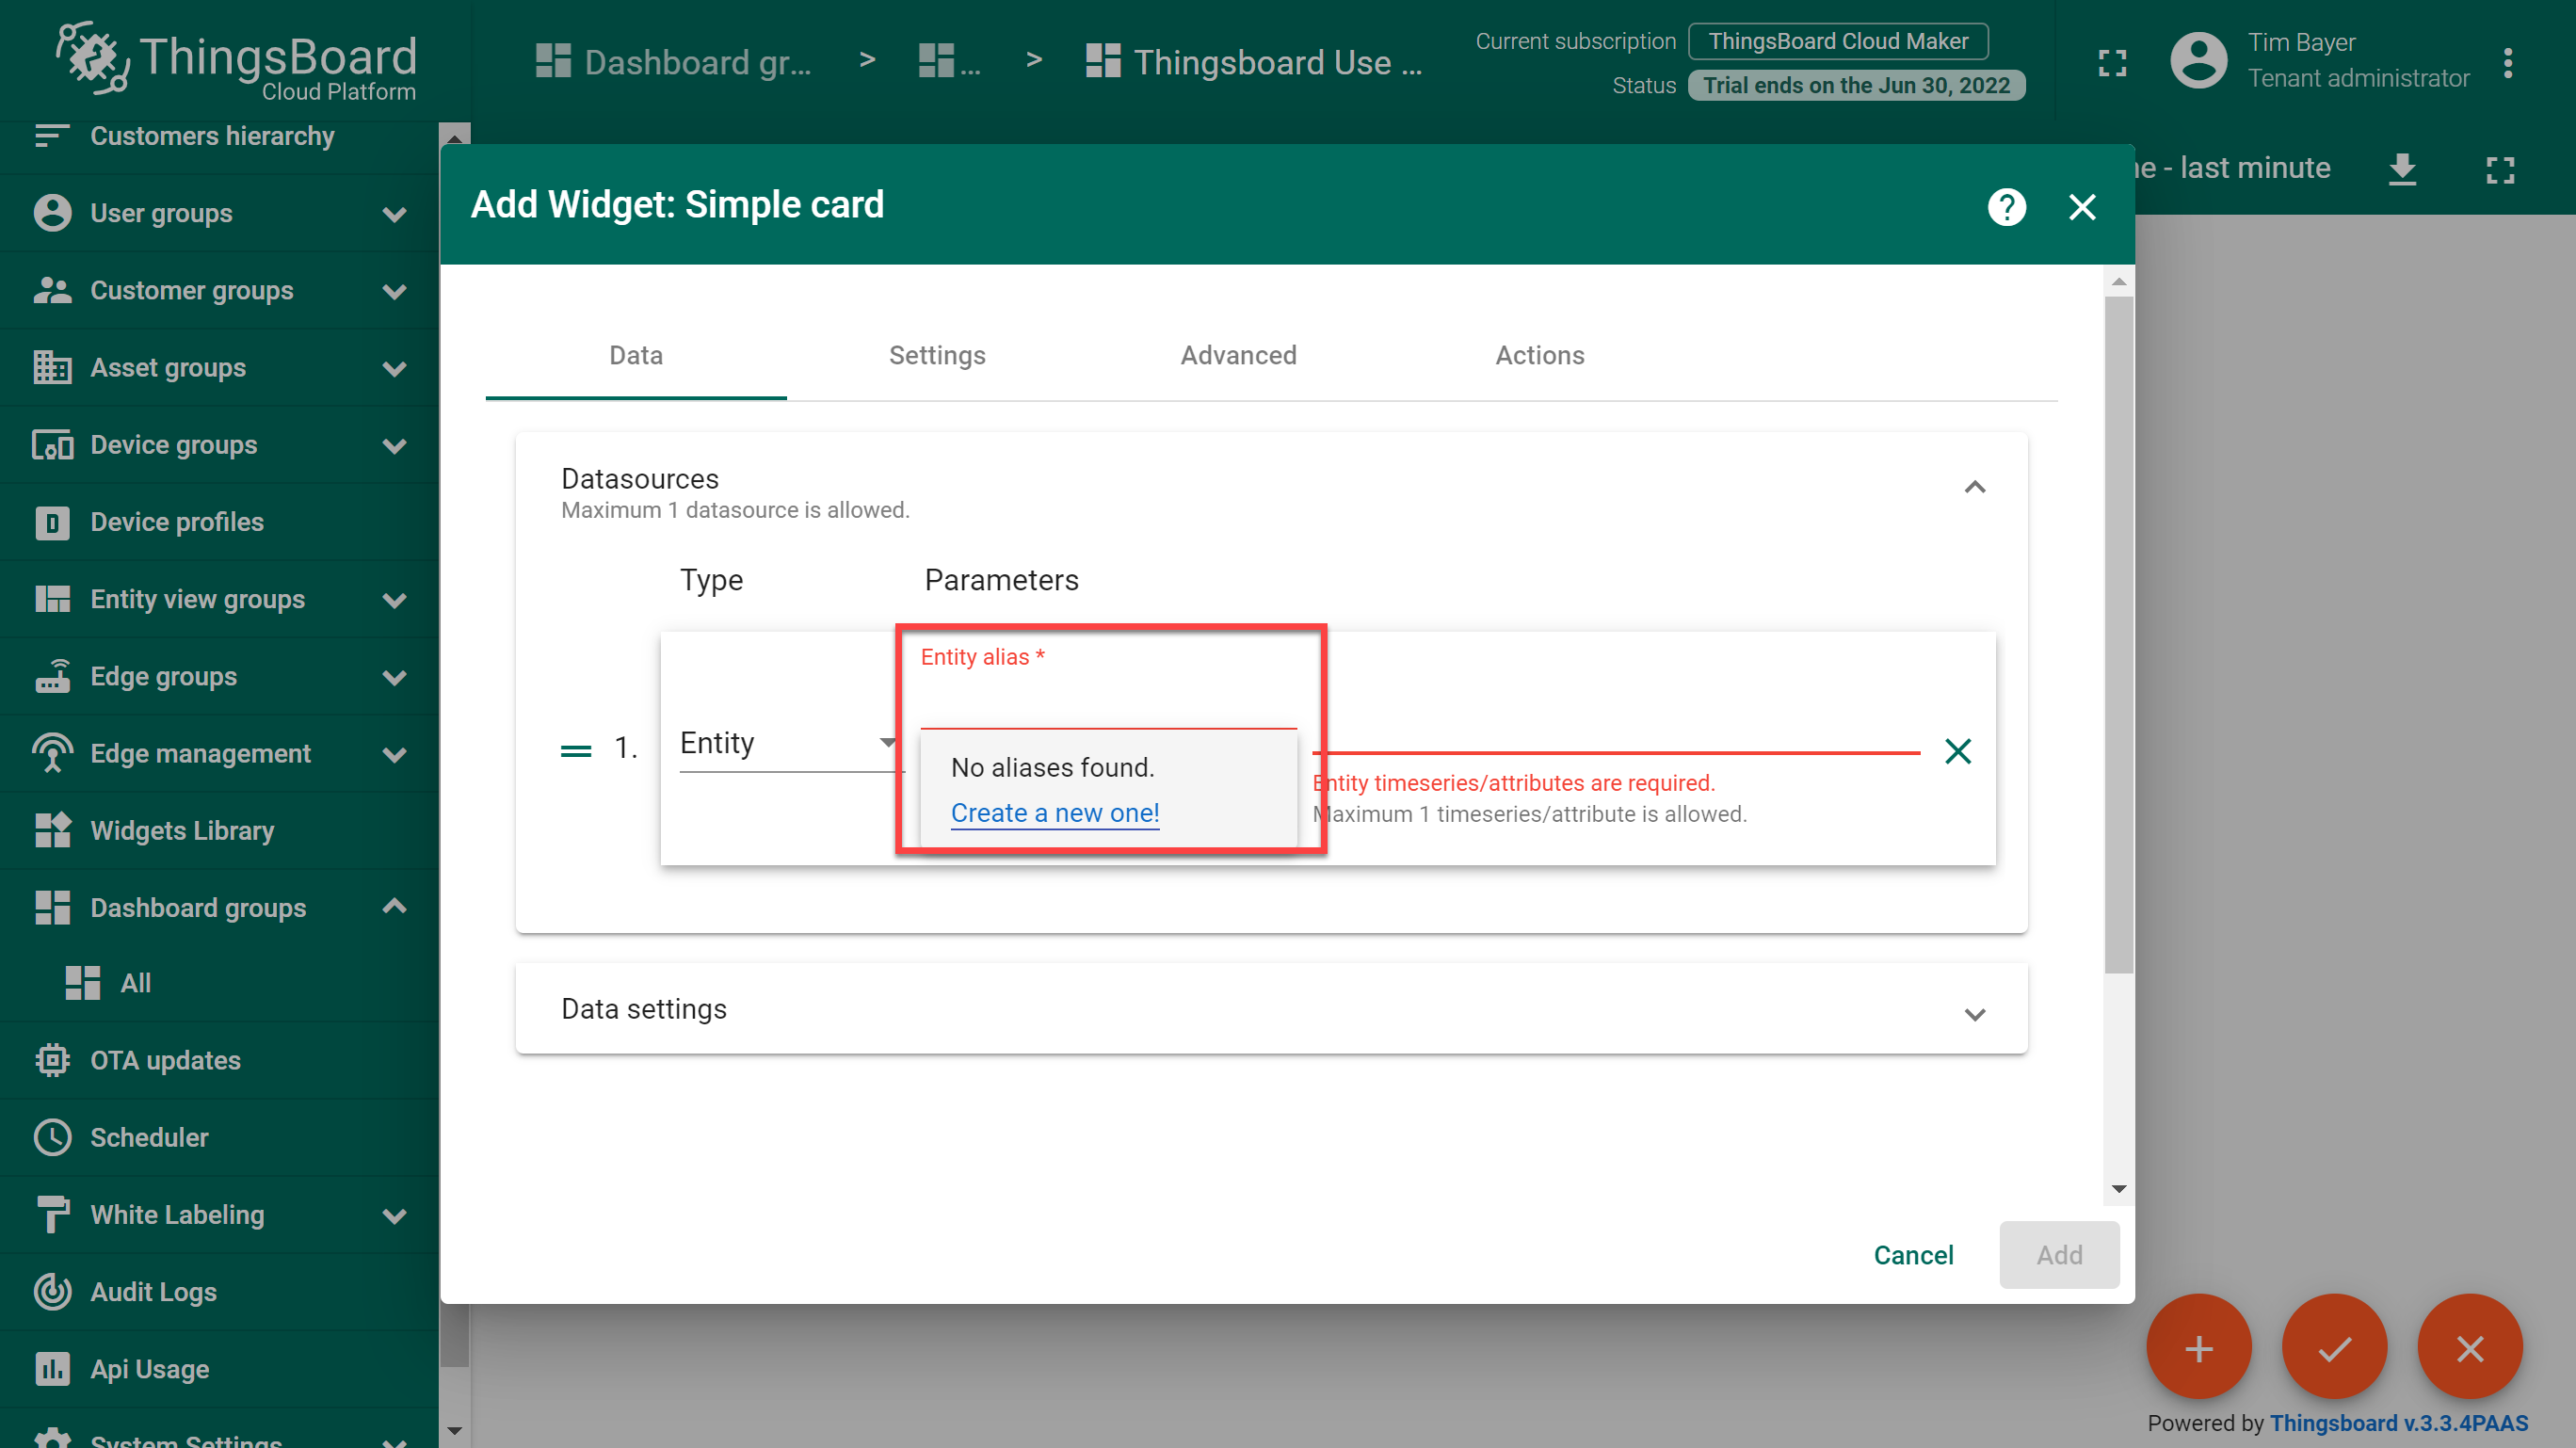 ThingsBoard
Cloud Platform
Dashboard gr...
>
...
>
Thingsboard Use ...
Current subscription
ThingsBoard Cloud Maker
Status
Trial ends on the Jun 30, 2022
Tim Bayer
Tenant administrator
Customers hierarchy
User groups
Customer groups
Asset groups
Device groups
Device profiles
Entity view groups
Edge groups
Edge management
Widgets Library
Dashboard groups
All
OTA updates
Scheduler
White Labeling
Audit Logs
Api Usage
System Settings
e - last minute
Add Widget: Simple card
Data
Settings
Advanced
Actions
Datasources
Maximum 1 datasource is allowed.
Type
Parameters
1.
Entity
Entity alias *
No aliases found.
Create a new one!
Entity timeseries/attributes are required.
Maximum 1 timeseries/attribute is allowed.
Data settings
Cancel
Add
Powered by Thingsboard v.3.3.4PAAS